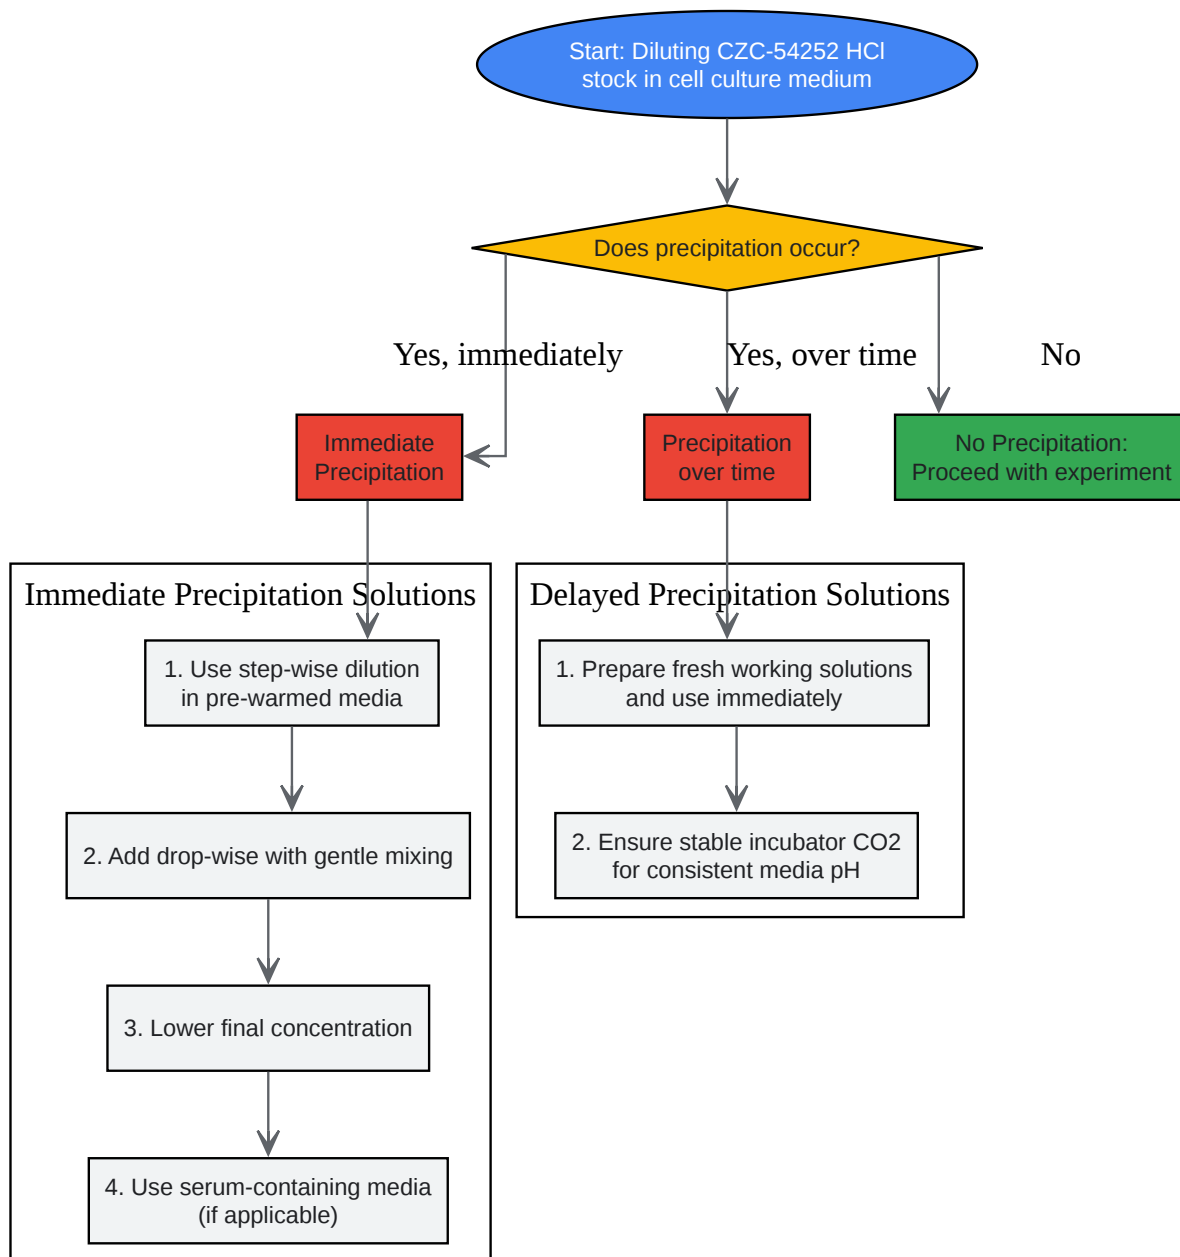 Start: Diluting CZC-54252 HCl
stock in cell culture medium
Does precipitation occur?
Yes, immediately
Yes, over time
No
Immediate
Precipitation
Precipitation
over time
No Precipitation:
Proceed with experiment
Immediate Precipitation Solutions
1. Use step-wise dilution
in pre-warmed media
2. Add drop-wise with gentle mixing
3. Lower final concentration
4. Use serum-containing media
(if applicable)
Delayed Precipitation Solutions
1. Prepare fresh working solutions
and use immediately
2. Ensure stable incubator CO2
for consistent media pH